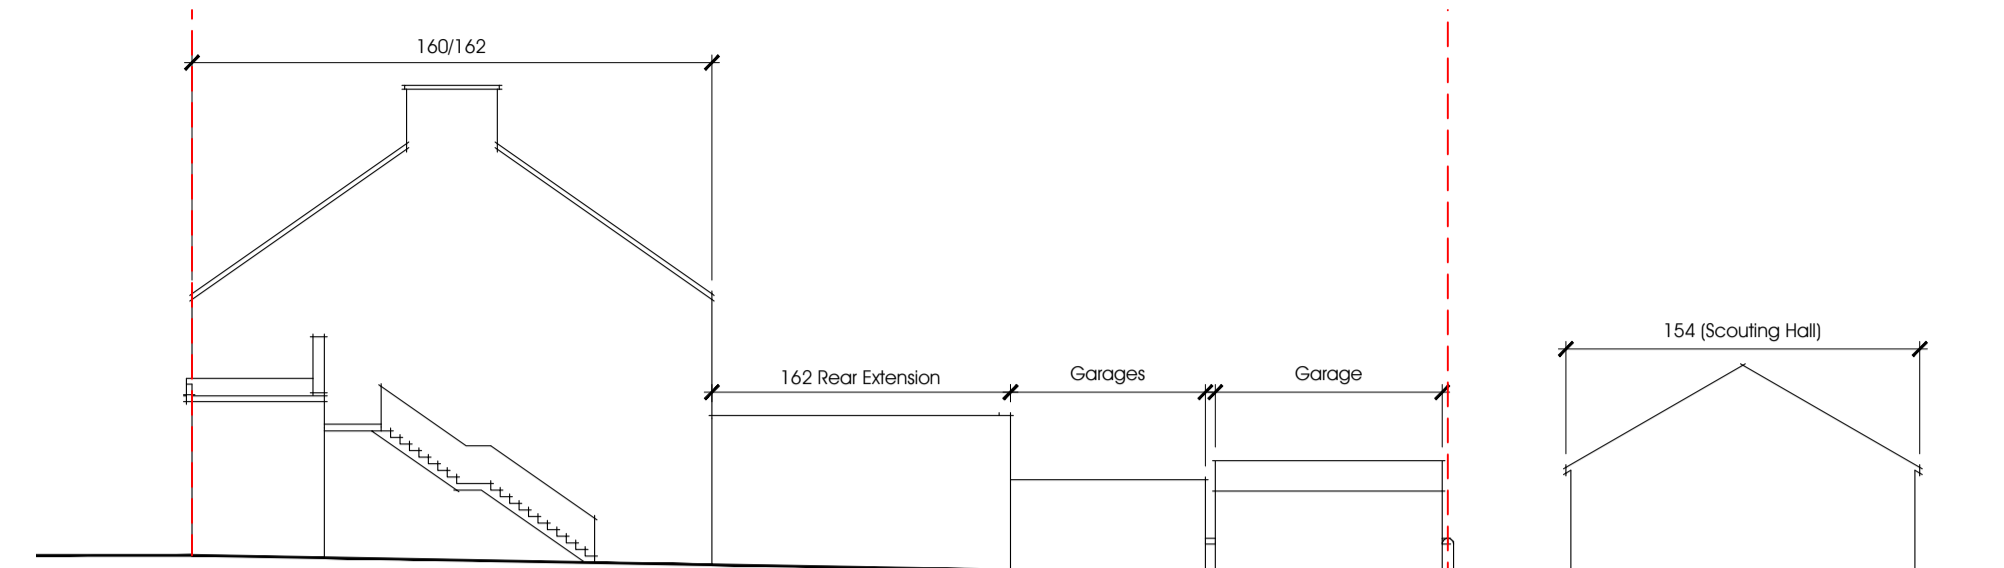 160/162
162 Rear Extension
Garages
Garage
154 (Scouting Hall)